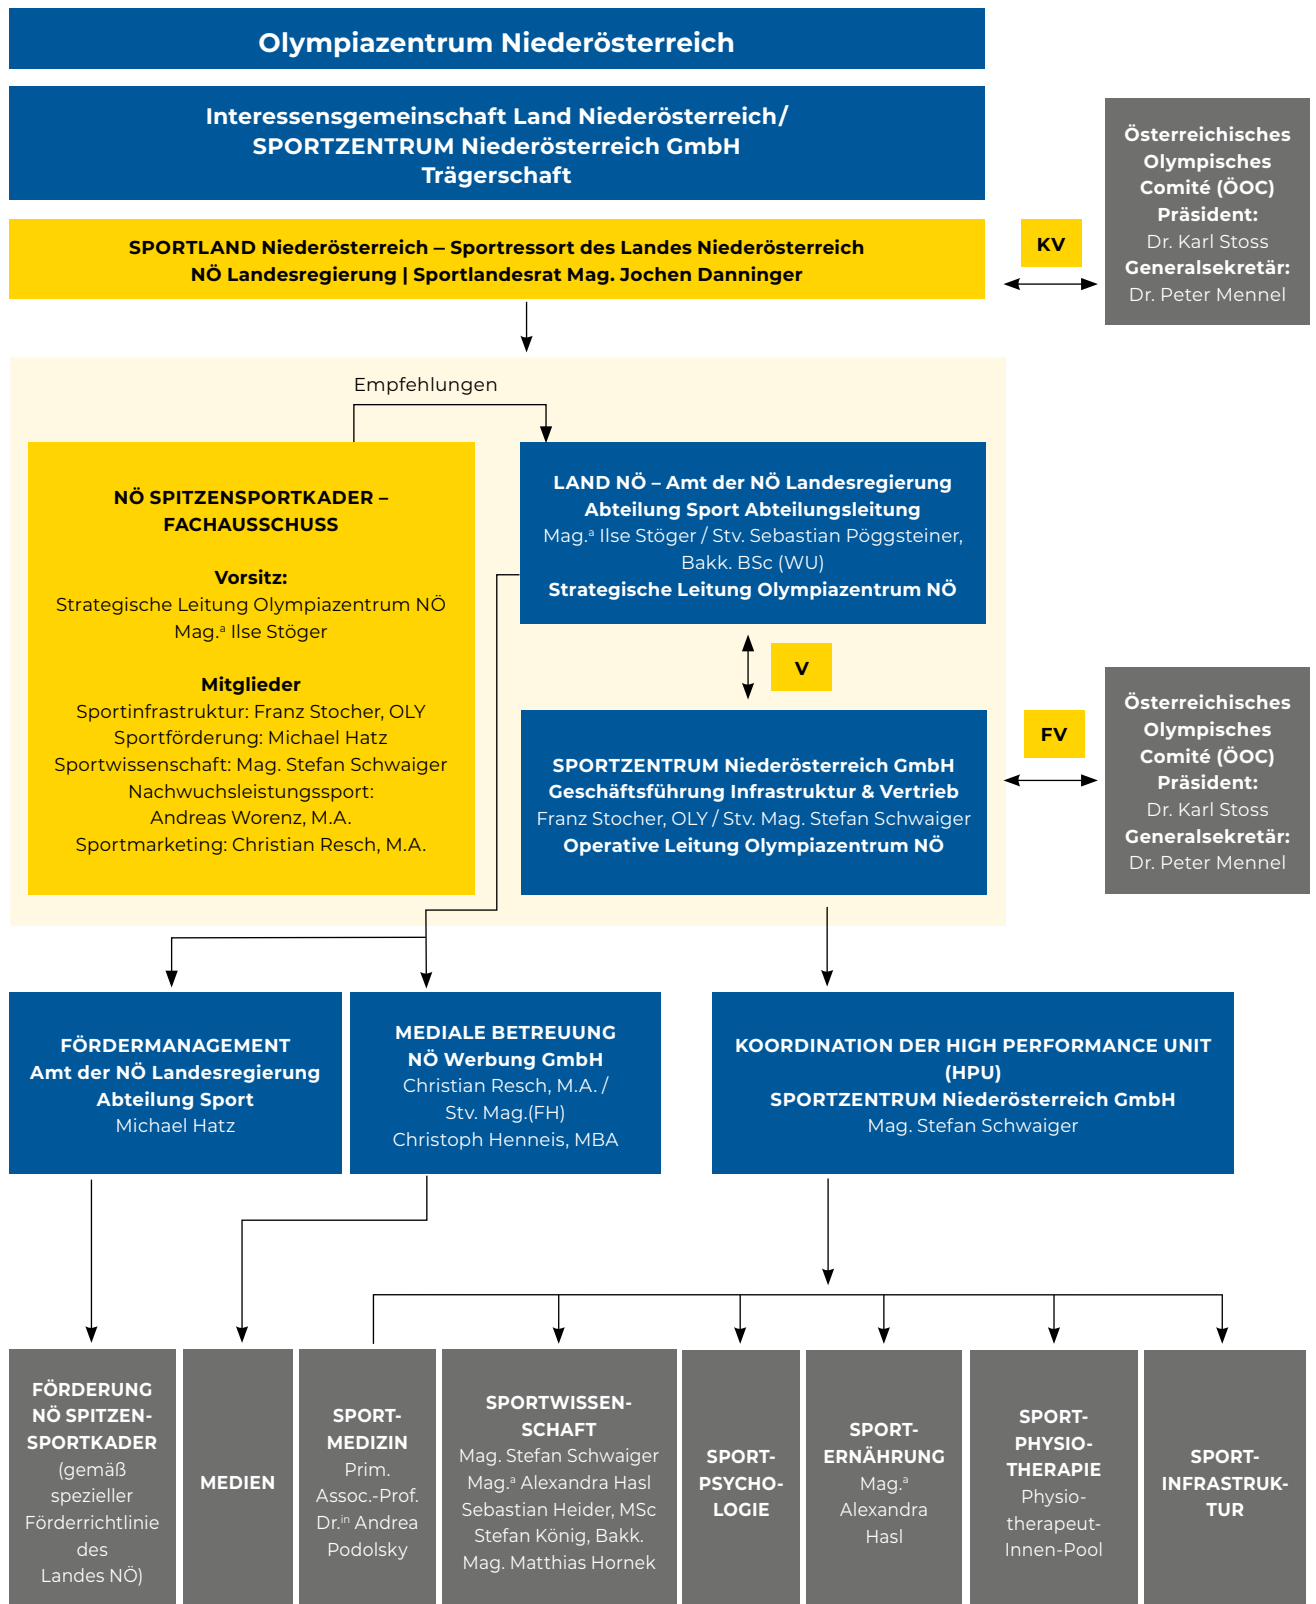 Olympiazentrum Niederösterreich
Interessensgemeinschaft Land Niederösterreich/
SPORTZENTRUM Niederösterreich GmbH
Trägerschaft
SPORTLAND Niederösterreich – Sportressort des Landes Niederösterreich
NÖ Landesregierung | Sportlandesrat Mag. Jochen Danninger
KV
Österreichisches
Olympisches
Comité (ÖOC)
Präsident:
Dr. Karl Stoss
Generalsekretär:
Dr. Peter Mennel
Empfehlungen
NÖ SPITZENSPORTKADER –
FACHAUSSCHUSS
Vorsitz:
Strategische Leitung Olympiazentrum NÖ
Mag.ᵃ Ilse Stöger
Mitglieder
Sportinfrastruktur: Franz Stocher, OLY
Sportförderung: Michael Hatz
Sportwissenschaft: Mag. Stefan Schwaiger
Nachwuchsleistungssport:
Andreas Worenz, M.A.
Sportmarketing: Christian Resch, M.A.
LAND NÖ – Amt der NÖ Landesregierung
Abteilung Sport Abteilungsleitung
Mag.ᵃ Ilse Stöger / Stv. Sebastian Pöggsteiner,
Bakk. BSc (WU)
Strategische Leitung Olympiazentrum NÖ
V
SPORTZENTRUM Niederösterreich GmbH
Geschäftsführung Infrastruktur & Vertrieb
Franz Stocher, OLY / Stv. Mag. Stefan Schwaiger
Operative Leitung Olympiazentrum NÖ
FV
Österreichisches
Olympisches
Comité (ÖOC)
Präsident:
Dr. Karl Stoss
Generalsekretär:
Dr. Peter Mennel
FÖRDERMANAGEMENT
Amt der NÖ Landesregierung
Abteilung Sport
Michael Hatz
MEDIALE BETREUUNG
NÖ Werbung GmbH
Christian Resch, M.A. /
Stv. Mag.(FH)
Christoph Henneis, MBA
KOORDINATION DER HIGH PERFORMANCE UNIT
(HPU)
SPORTZENTRUM Niederösterreich GmbH
Mag. Stefan Schwaiger
FÖRDERUNG
NÖ SPITZEN-
SPORTKADER
(gemäß
spezieller
Förderrichtlinie
des
Landes NÖ)
MEDIEN
SPORT-
MEDIZIN
Prim.
Assoc.-Prof.
Dr.ⁱⁿ Andrea
Podolsky
SPORTWISSEN-
SCHAFT
Mag. Stefan Schwaiger
Mag.ᵃ Alexandra Hasl
Sebastian Heider, MSc
Stefan König, Bakk.
Mag. Matthias Hornek
SPORT-
PSYCHO-
LOGIE
SPORT-
ERNÄHRUNG
Mag.ᵃ
Alexandra
Hasl
SPORT-
PHYSIO-
THERAPIE
Physio-
therapeut-
Innen-Pool
SPORT-
INFRASTRUK-
TUR